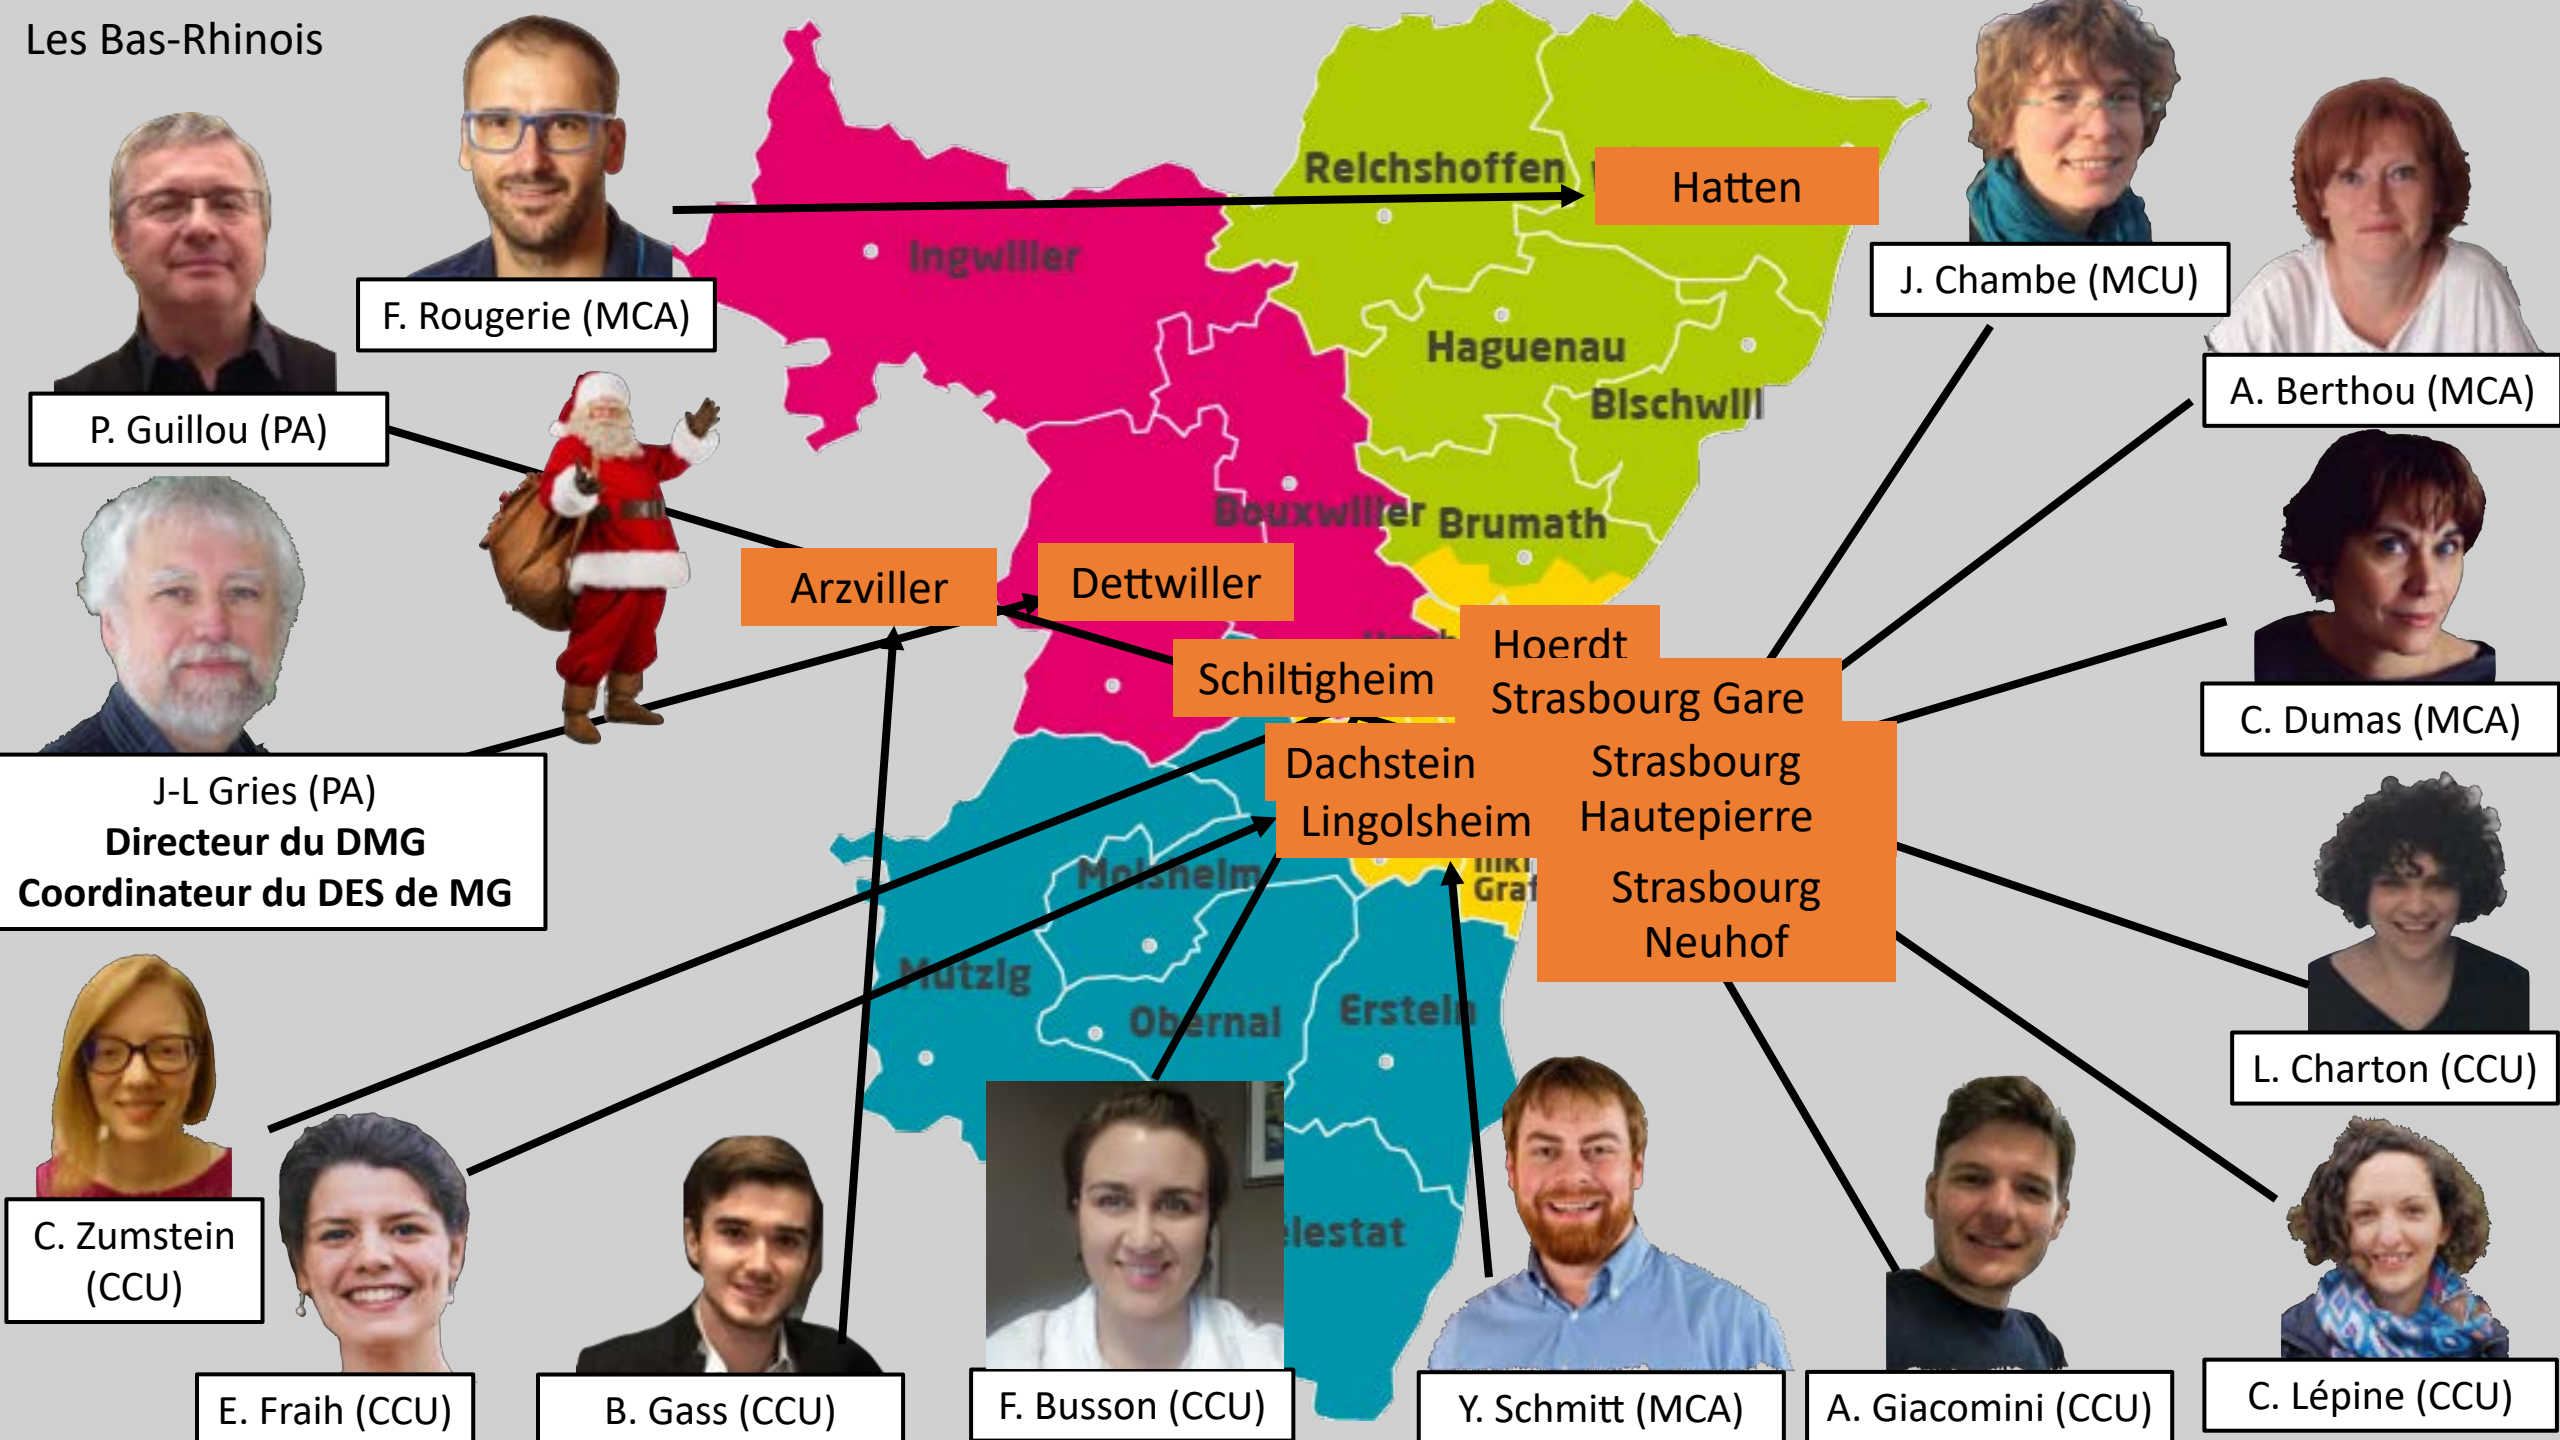 Les Bas-Rhinois
F. Rougerie (MCA)
P. Guillou (PA)
J-L Gries (PA)
Directeur du DMG
Coordinateur du DES de MG
C. Zumstein
(CCU)
E. Fraih (CCU)
B. Gass (CCU)
F. Busson (CCU)
Y. Schmitt (MCA)
A. Giacomini (CCU)
C. Lépine (CCU)
L. Charton (CCU)
C. Dumas (MCA)
A. Berthou (MCA)
J. Chambe (MCU)
Reichshoffen
Hatten
Ingwiller
Haguenau
Bischwill
Bouxwiller
Brumath
Arzviller
Dettwiller
Hoerdt
Schiltigheim
Strasbourg Gare
Dachstein
Strasbourg
Hautepierre
Lingolsheim
Graf
Strasbourg
Neuhof
Molsheim
Mutzig
Obernai
Erstein
elestat